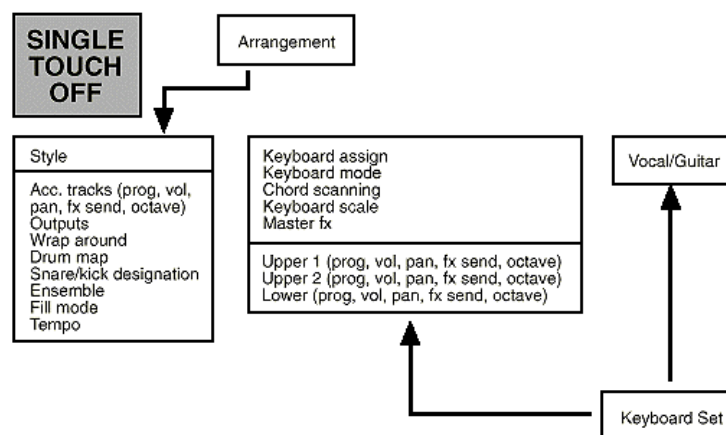 SINGLE
TOUCH
OFF
Arrangement
Style
Acc. tracks (prog, vol,
pan, fx send, octave)
Outputs
Wrap around
Drum map
Snare/kick designation
Ensemble
Fill mode
Tempo
Keyboard assign
Keyboard mode
Chord scanning
Keyboard scale
Master fx
Upper 1 (prog, vol, pan, fx send, octave)
Upper 2 (prog, vol, pan, fx send, octave)
Lower (prog, vol, pan, fx send, octave)
Vocal/Guitar
Keyboard Set